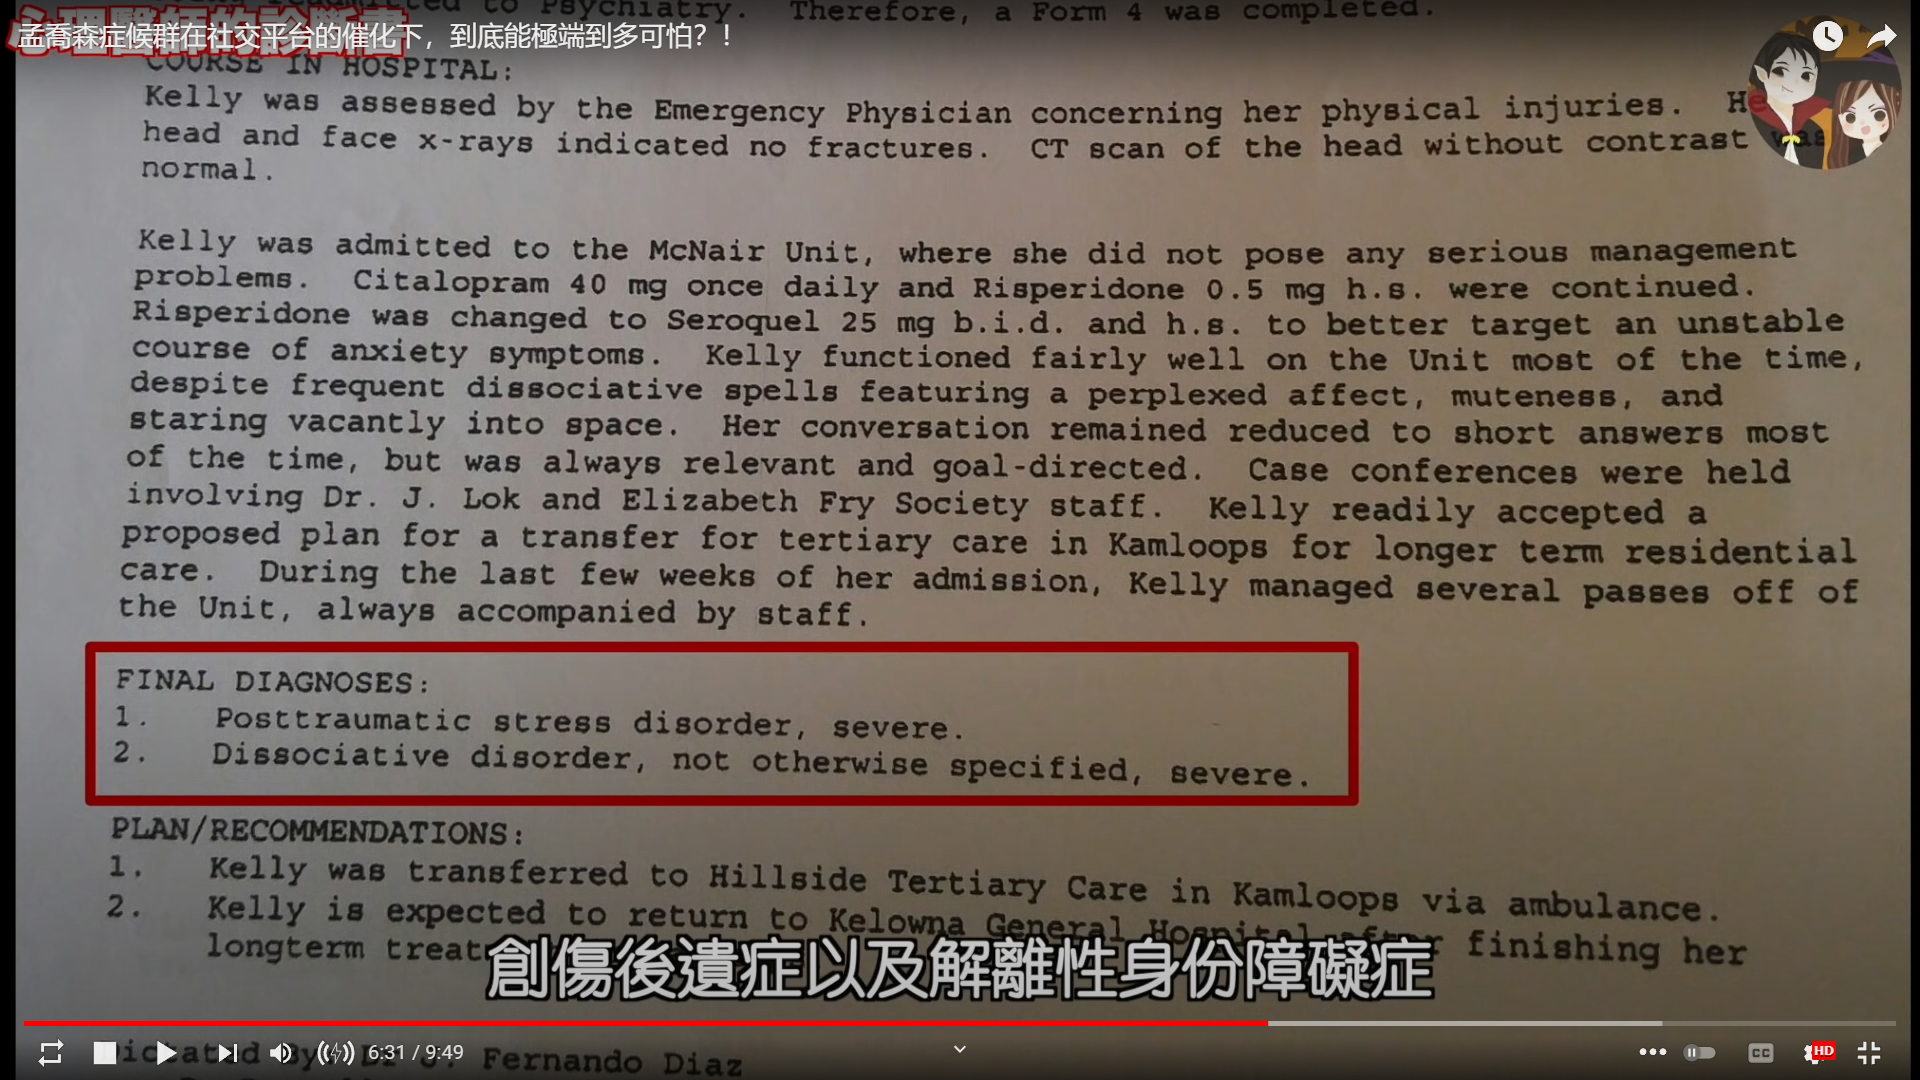 to Psychiatry. Therefore, a Form 4 was completed.
孟喬森症候群在社交平台的催化下，到底能極端到多可怕？！
COURSE IN HOSPITAL:
Kelly was assessed by the Emergency Physician concerning her physical injuries.
head and face x-rays indicated no fractures. CT scan of the head without contrast was
normal.
Kelly was admitted to the McNair Unit, where she did not pose any serious management
problems. Citalopram 40 mg once daily and Risperidone 0.5 mg h.s. were continued.
Risperidone was changed to Seroquel 25 mg b.i.d. and h.s. to better target an unstable
course of anxiety symptoms. Kelly functioned fairly well on the Unit most of the time,
despite frequent dissociative spells featuring a perplexed affect, muteness, and
staring vacantly into space. Her conversation remained reduced to short answers most
of the time, but was always relevant and goal-directed. Case conferences were held
involving Dr. J. Lok and Elizabeth Fry Society staff. Kelly readily accepted a
proposed plan for a transfer for tertiary care in Kamloops for longer term residential
care. During the last few weeks of her admission, Kelly managed several passes off of
the Unit, always accompanied by staff.
FINAL DIAGNOSES:
1. Posttraumatic stress disorder, severe.
2. Dissociative disorder, not otherwise specified, severe.
PLAN/RECOMMENDATIONS:
1. Kelly was transferred to Hillside Tertiary Care in Kamloops via ambulance.
2. Kelly is expected to return to Kelowna General Hospital after finishing her
longterm
創傷後遺症以及解離性身份障礙症
6:31 / 9:49
Fernando Diaz
CC
HD